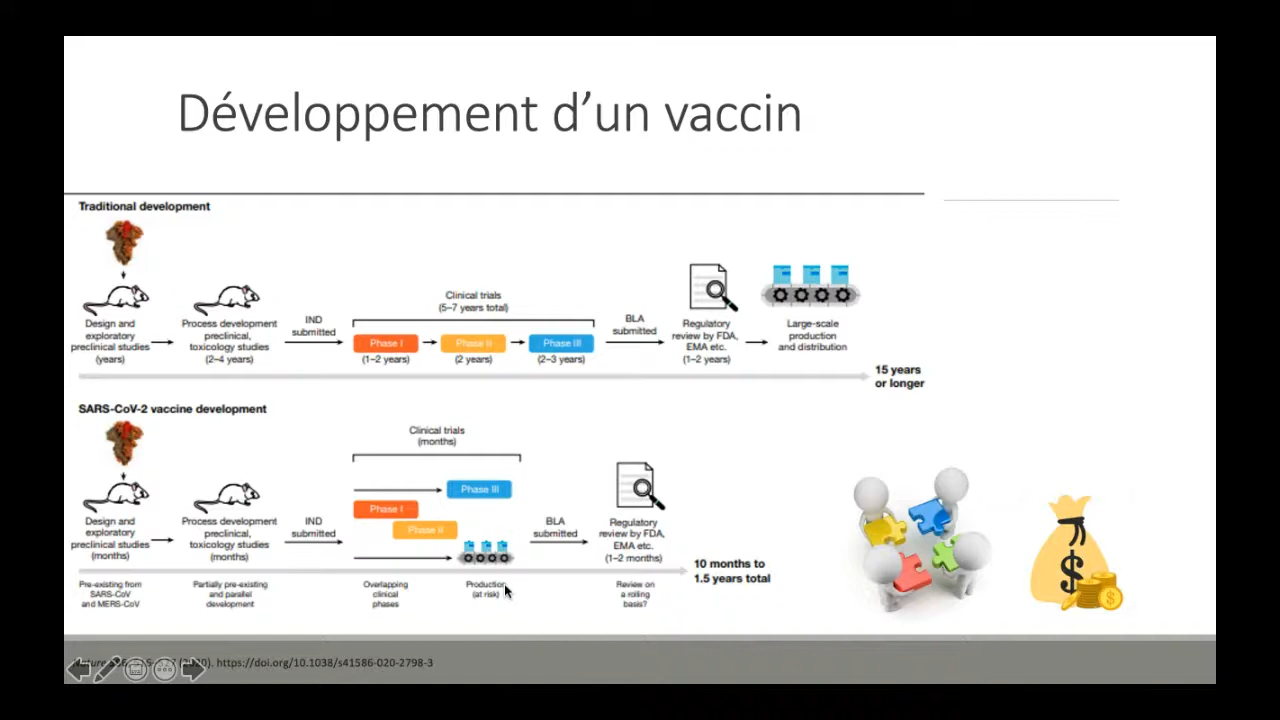 Développement d’un vaccin
Traditional development
Design and
exploratory
preclinical studies
(years)
Process development
preclinical,
toxicology studies
(2–4 years)
IND
submitted
Clinical trials
(5–7 years total)
Phase I
Phase II
Phase III
(1–2 years)
(2 years)
(2–3 years)
BLA
submitted
Regulatory
review by FDA,
EMA etc.
(1–2 years)
Large-scale
production
and distribution
15 years
or longer
SARS-CoV-2 vaccine development
Design and
exploratory
preclinical studies
(months)
Process development
preclinical,
toxicology studies
(months)
IND
submitted
Clinical trials
(months)
Phase III
Phase I
Phase II
BLA
submitted
Regulatory
review by FDA,
EMA etc.
(1–2 months)
10 months to
1.5 years total
Pre-existing from
SARS-CoV
and MERS-CoV
Partially pre-existing
and parallel
development
Overlapping
clinical
phases
Production
(at risk)
Review on
a rolling
basis?
https://doi.org/10.1038/s41586-020-2798-3